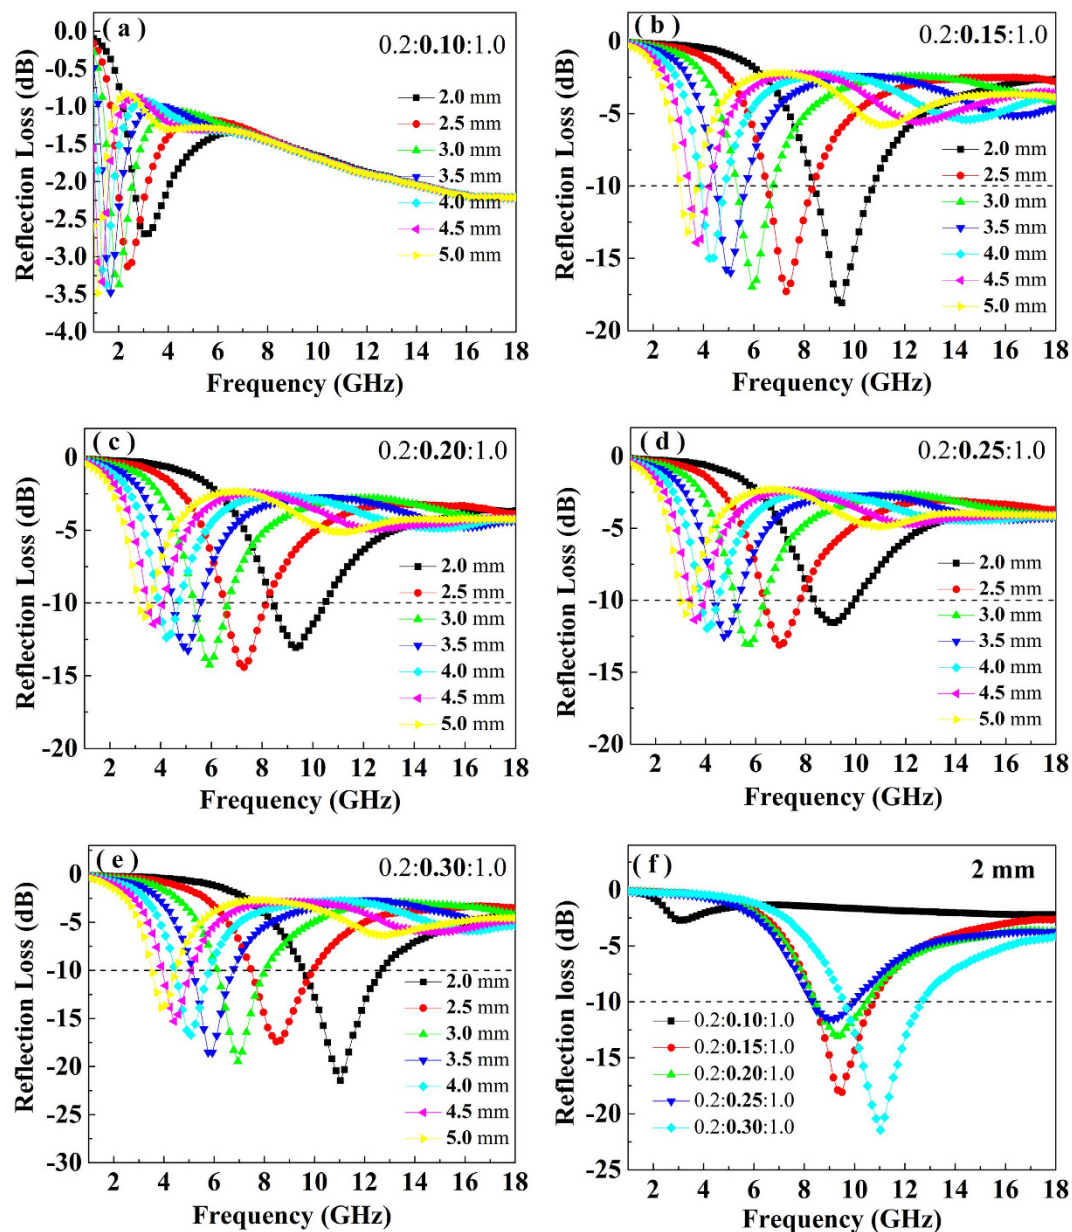 ( a )
0.2:0.10:1.0
Reflection Loss (dB)
0.0
-0.5
-1.0
-1.5
-2.0
-2.5
-3.0
-3.5
-4.0
2.0 mm
2.5 mm
3.0 mm
3.5 mm
4.0 mm
4.5 mm
5.0 mm
2 4 6 8 10 12 14 16 18
Frequency (GHz)
( b )
0.2:0.15:1.0
Reflection Loss (dB)
0
-5
-10
-15
-20
2.0 mm
2.5 mm
3.0 mm
3.5 mm
4.0 mm
4.5 mm
5.0 mm
2 4 6 8 10 12 14 16 18
Frequency (GHz)
( c )
0.2:0.20:1.0
Reflection Loss (dB)
0
-5
-10
-15
-20
2.0 mm
2.5 mm
3.0 mm
3.5 mm
4.0 mm
4.5 mm
5.0 mm
2 4 6 8 10 12 14 16 18
Frequency (GHz)
( d )
0.2:0.25:1.0
Reflection Loss (dB)
0
-5
-10
-15
-20
2.0 mm
2.5 mm
3.0 mm
3.5 mm
4.0 mm
4.5 mm
5.0 mm
2 4 6 8 10 12 14 16 18
Frequency (GHz)
( e )
0.2:0.30:1.0
Reflection Loss (dB)
0
-5
-10
-15
-20
-25
-30
2.0 mm
2.5 mm
3.0 mm
3.5 mm
4.0 mm
4.5 mm
5.0 mm
2 4 6 8 10 12 14 16 18
Frequency (GHz)
( f )
2 mm
Reflection loss (dB)
0
-5
-10
-15
-20
-25
0.2:0.10:1.0
0.2:0.15:1.0
0.2:0.20:1.0
0.2:0.25:1.0
0.2:0.30:1.0
2 4 6 8 10 12 14 16 18
Frequency (GHz)